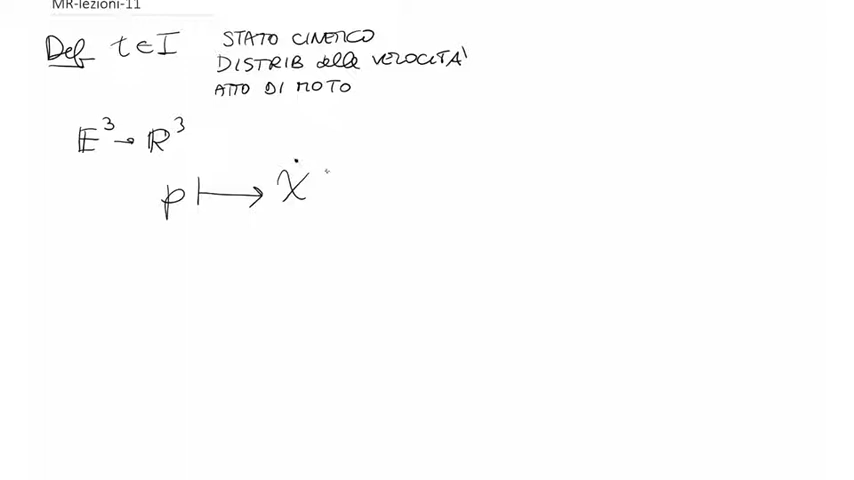 MR-lezioni-11
Def t ∈ I STATO CINETICO
DISTRIB delle VELOCITA'
ATTO DI MOTO
𝔼³ → ℝ³
p ⟼ χ̇